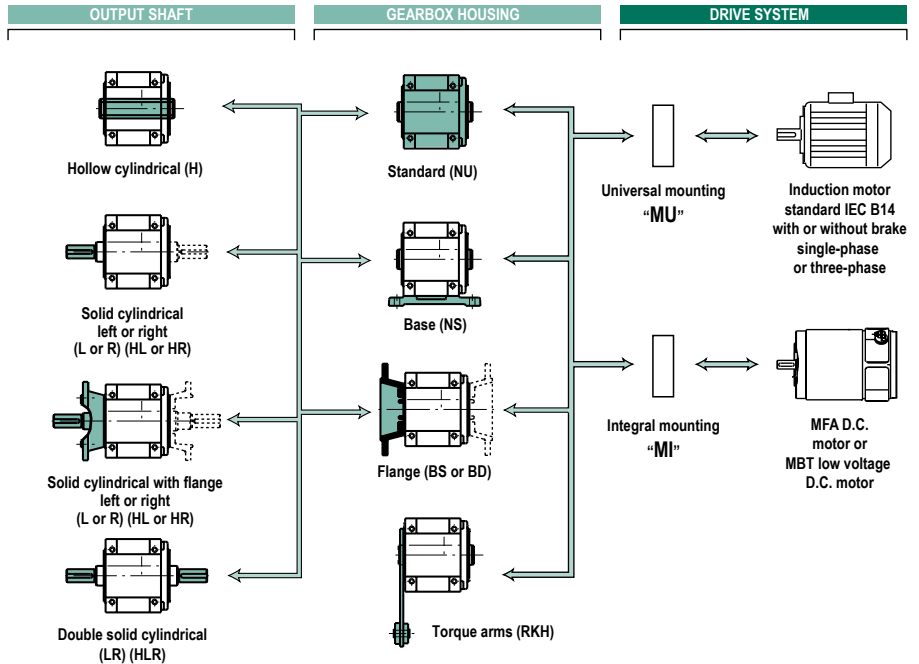 OUTPUT SHAFT
GEARBOX HOUSING
DRIVE SYSTEM
Hollow cylindrical (H)
Solid cylindrical
left or right
(L or R) (HL or HR)
Solid cylindrical with flange
left or right
(L or R) (HL or HR)
Double solid cylindrical
(LR) (HLR)
Standard (NU)
Base (NS)
Flange (BS or BD)
Torque arms (RKH)
Universal mounting
“MU”
Integral mounting
“MI”
Induction motor
standard IEC B14
with or without brake
single-phase
or three-phase
MFA D.C.
motor or
MBT low voltage
D.C. motor